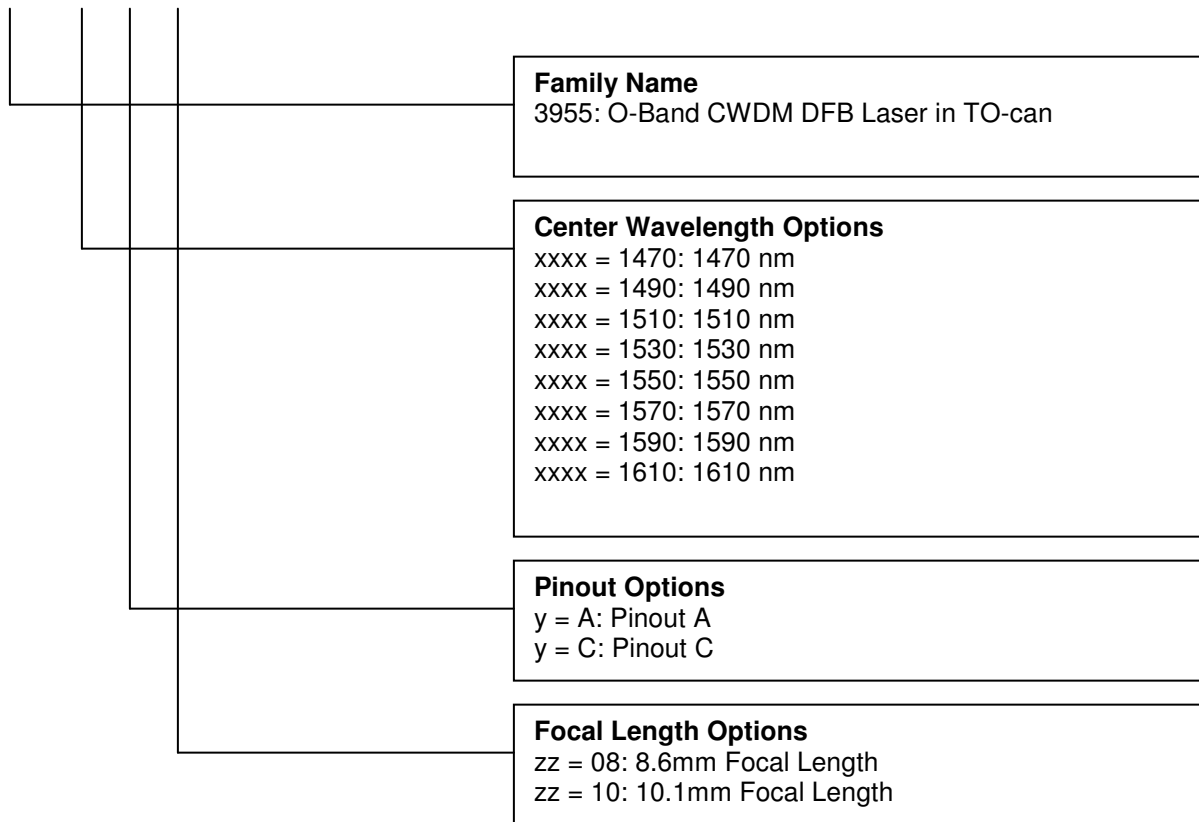 Family Name
3955: O-Band CWDM DFB Laser in TO-can
Center Wavelength Options
xxxx = 1470: 1470 nm
xxxx = 1490: 1490 nm
xxxx = 1510: 1510 nm
xxxx = 1530: 1530 nm
xxxx = 1550: 1550 nm
xxxx = 1570: 1570 nm
xxxx = 1590: 1590 nm
xxxx = 1610: 1610 nm
Pinout Options
y = A: Pinout A
y = C: Pinout C
Focal Length Options
zz = 08: 8.6mm Focal Length
zz = 10: 10.1mm Focal Length